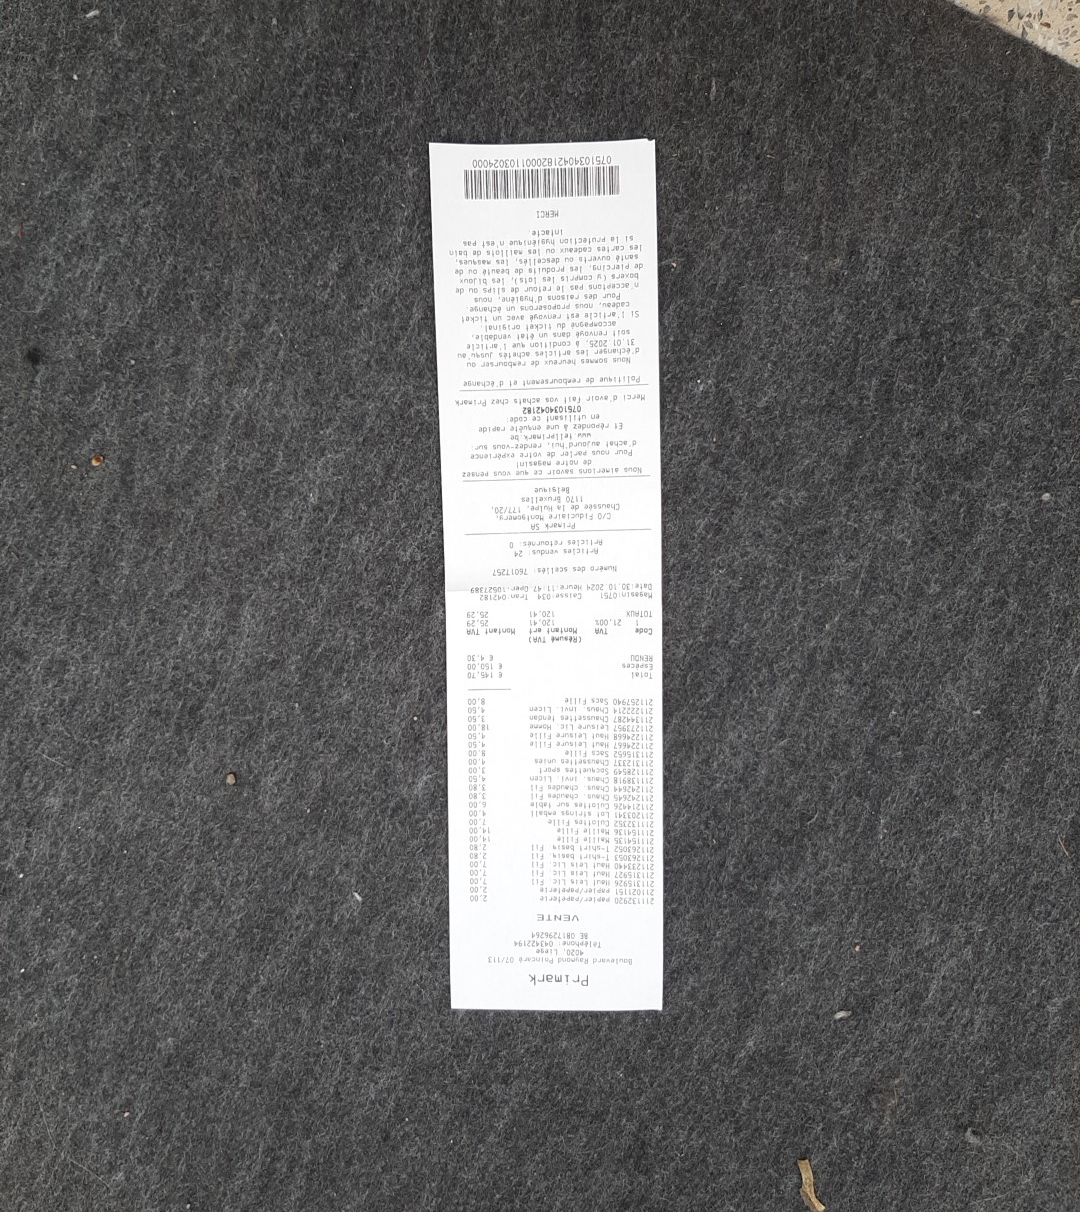 Primark
Boulevard Raymond Poincaré 07/113
4020, Liege
Téléphone: 043422194
BE 0817296264
VENTE
211132920 papier/papeterie 2,00
211021151 papier/papeterie 2,00
211315926 Haut Leis Lic. Fil 7,00
211315927 Haut Leis Lic. Fil 7,00
211233440 Haut Leis Lic. Fil 7,00
211263053 T-shirt basiq Fil 2,80
211263052 T-shirt basiq Fil 2,80
211154135 Maille Fille 14,00
211154136 Maille Fille 14,00
211132352 Culottes Fille 7,00
211203341 Lot strings emball 4,00
211214426 Culottes sur table 6,00
211242645 Chaus. chaudes Fil 3,80
211242644 Chaus. chaudes Fil 3,80
211138918 Chaus. invi. Licen 4,50
211128549 Socquettes sport 3,00
211312337 Chaussettes unies 4,00
211315652 Sacs Fille 8,00
211224667 Haut Leisure Fille 4,50
211224668 Haut Leisure Fille 4,50
211273957 Leisure Lic. Homme 18,00
211344287 Chaussettes tendan 3,50
211222214 Chaus. invi. Licen 4,50
211257940 Sacs Fille 8,00
Total € 145,70
Espèces € 150,00
RENDU € 4,30
(Résumé TVA)
Code TVA Montant art Montant TVA
1 21,00% 120,41 25,29
TOTAUX 120,41 25,29
Magasin:0751 Caisse:034 Tran:042182
Date:30.10.2024 Heure:11:47 Oper:10527389
Numéro des scellés: 76017257
Articles vendus: 24
Articles retournés: 0
Primark SA
C/O Fiduciaire Montgomery,
Chaussée de la Hulpe, 177/20,
1170 Bruxelles
Belgique
Nous aimerions savoir ce que vous pensez
de notre magasin!
Pour nous parler de votre expérience
d'achat aujourd'hui, rendez-vous sur:
www.tellprimark.be
Et répondez à une enquête rapide
en utilisant ce code:
0751034042182
Merci d'avoir fait vos achats chez Primark
Politique de remboursement et d'échange
Nous sommes heureux de rembourser ou
d'échanger les articles achetés jusqu'au
31.01.2025, à condition que l'article
soit renvoyé dans un état vendable,
accompagné du ticket original.
Si l'article est renvoyé avec un ticket
cadeau, nous proposerons un échange.
Pour des raisons d'hygiène, nous
n'acceptons pas le retour de slips ou de
boxers (y compris les lots), les bijoux
de piercing, les produits de beauté ou de
santé ouverts ou descellés, les masques,
les cartes cadeaux ou les maillots de bain
si la protection hygiénique n'est pas
intacte.
MERCI
07510340421820001103024000